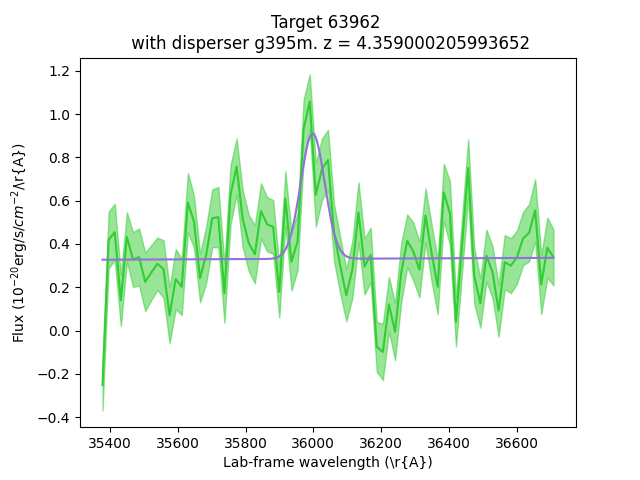 Target 63962
with disperser g395m. z = 4.359000205993652
Flux (10^{-20}erg/s/cm^{-2}/\r{A})
1.2
1.0
0.8
0.6
0.4
0.2
0.0
−0.2
−0.4
35400 35600 35800 36000 36200 36400 36600
Lab-frame wavelength (\r{A})